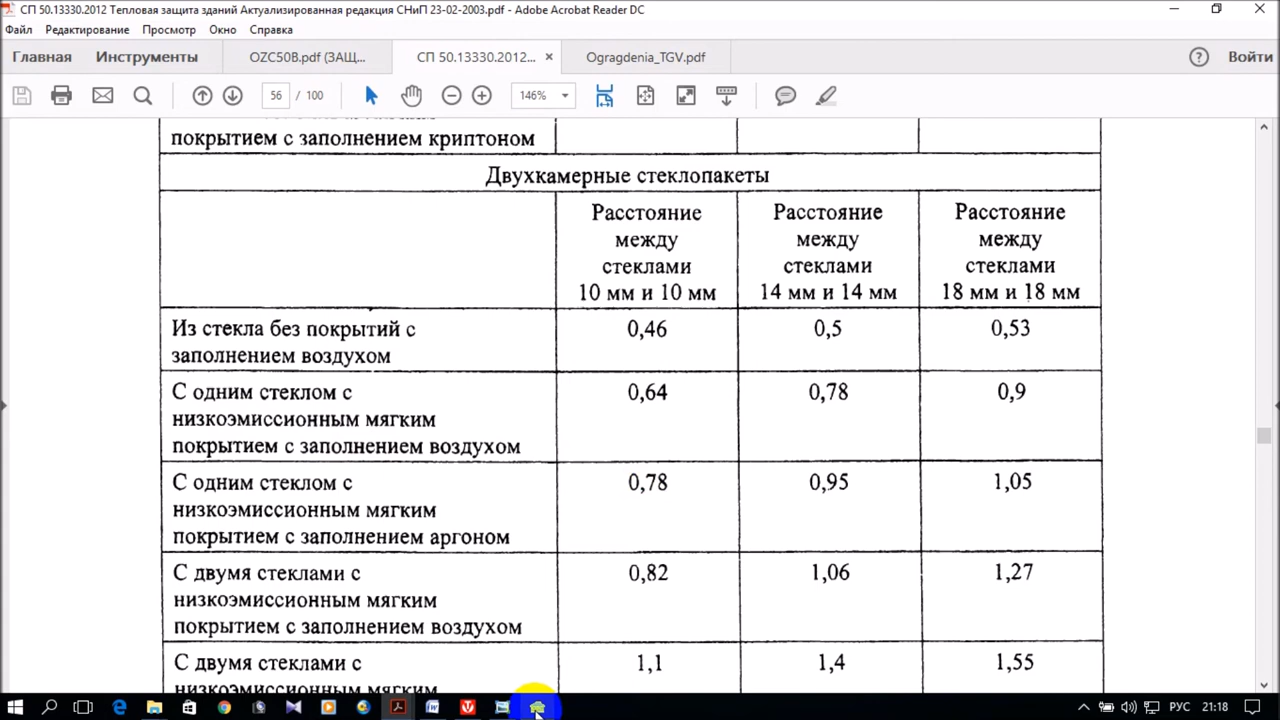 СП 50.13330.2012 Тепловая защита зданий Актуализированная редакция СНиП 23-02-2003.pdf - Adobe Acrobat Reader DC
Файл Редактирование Просмотр Окно Справка
Главная Инструменты OZC50B.pdf (ЗАЩ... СП 50.13330.2012... × Ogragdenia_TGV.pdf Войти
56 / 100 146%
покрытием с заполнением криптоном
Двухкамерные стеклопакеты
Расстояние между стеклами 10 мм и 10 мм
Расстояние между стеклами 14 мм и 14 мм
Расстояние между стеклами 18 мм и 18 мм
Из стекла без покрытий с 0,46 0,5 0,53
заполнением воздухом
С одним стеклом с 0,64 0,78 0,9
низкоэмиссионным мягким
покрытием с заполнением воздухом
С одним стеклом с 0,78 0,95 1,05
низкоэмиссионным мягким
покрытием с заполнением аргоном
С двумя стеклами с 0,82 1,06 1,27
низкоэмиссионным мягким
покрытием с заполнением воздухом
С двумя стеклами с 1,1 1,4 1,55
низкоэмиссионным мягким
РУС 21:18